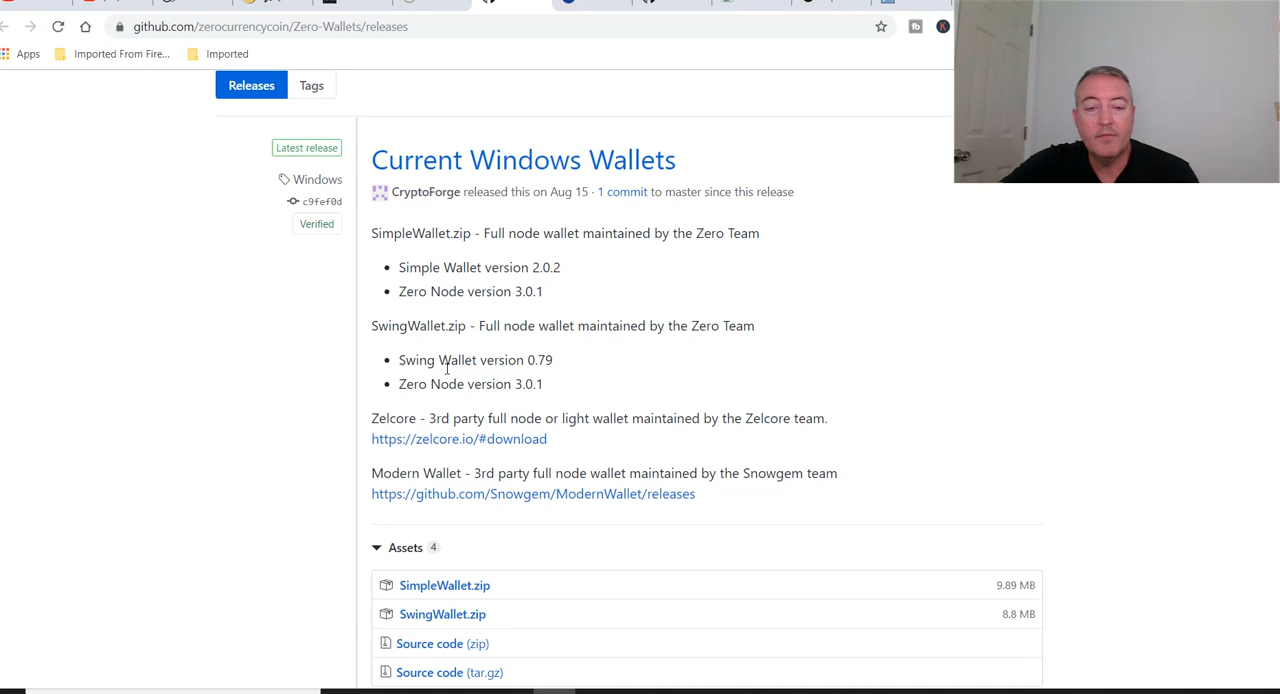 github.com/zerocurrencycoin/Zero-Wallets/releases
Apps
Imported From Fire...
Imported
Releases
Tags
Latest release
Windows
c9fef0d
Verified
Current Windows Wallets
CryptoForge released this on Aug 15 · 1 commit to master since this release
SimpleWallet.zip - Full node wallet maintained by the Zero Team
• Simple Wallet version 2.0.2
• Zero Node version 3.0.1
SwingWallet.zip - Full node wallet maintained by the Zero Team
• Swing Wallet version 0.79
• Zero Node version 3.0.1
Zelcore - 3rd party full node or light wallet maintained by the Zelcore team.
https://zelcore.io/#download
Modern Wallet - 3rd party full node wallet maintained by the Snowgem team
https://github.com/Snowgem/ModernWallet/releases
Assets 4
SimpleWallet.zip 9.89 MB
SwingWallet.zip 8.8 MB
Source code (zip)
Source code (tar.gz)